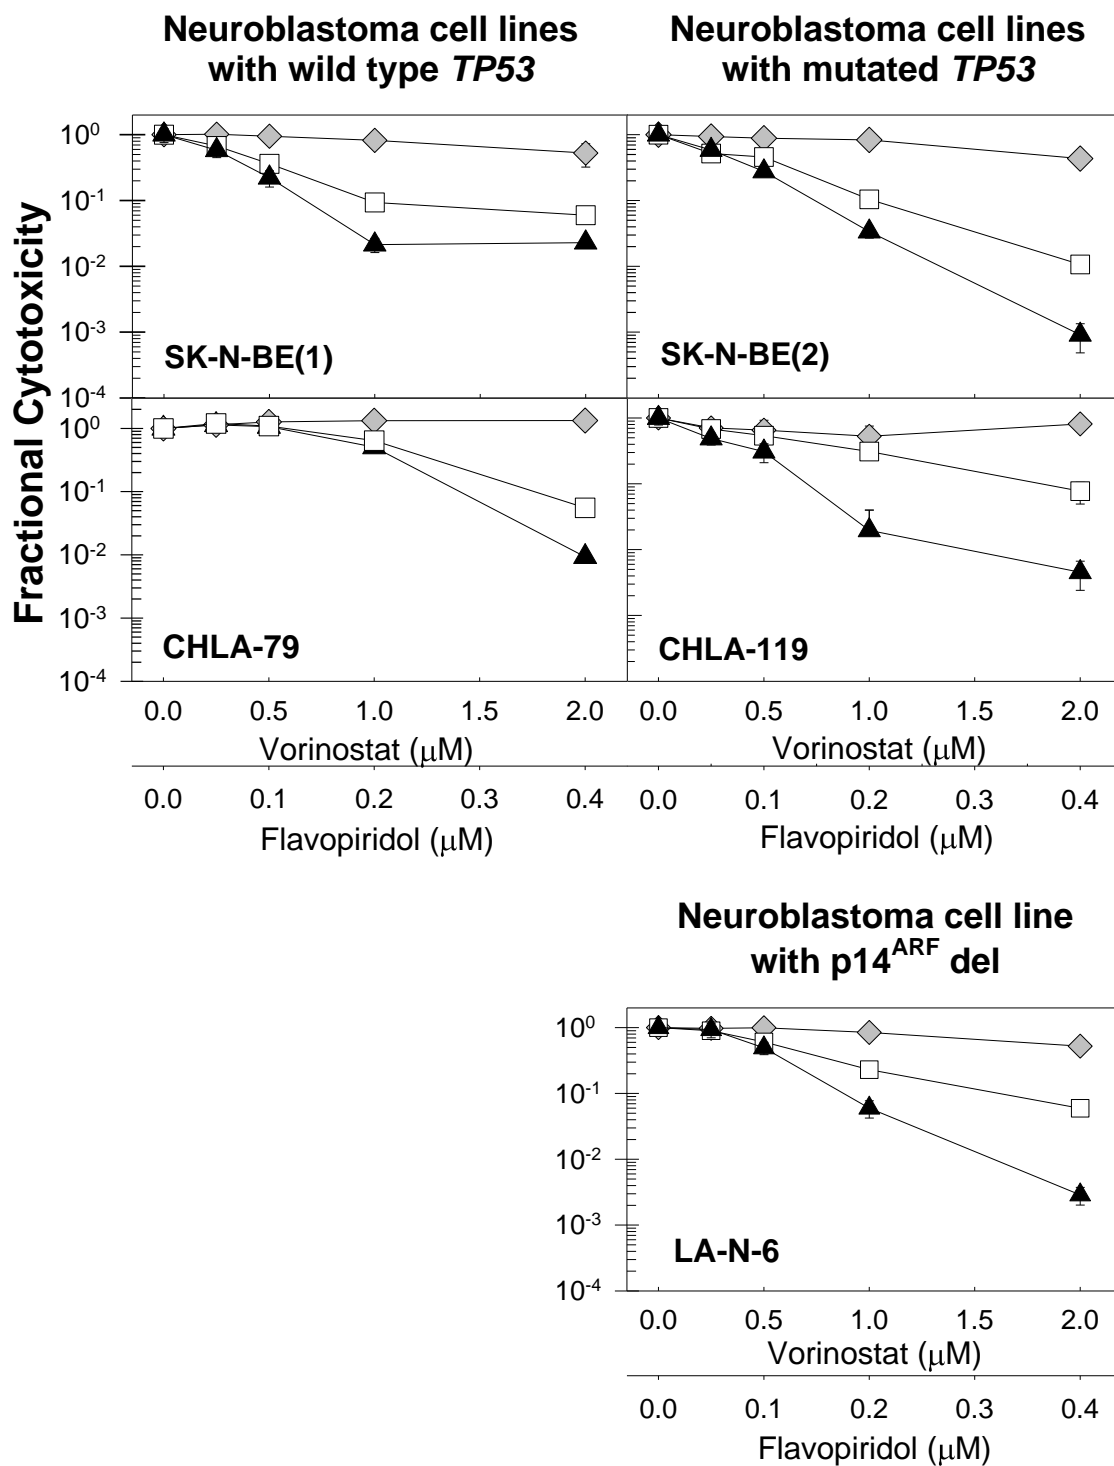 Neuroblastoma cell lines
with wild type TP53
Neuroblastoma cell lines
with mutated TP53
Fractional Cytotoxicity
10⁰
10⁻¹
10⁻²
10⁻³
10⁻⁴
SK-N-BE(1)
SK-N-BE(2)
10⁰
10⁻¹
10⁻²
10⁻³
10⁻⁴
CHLA-79
CHLA-119
0.0 0.5 1.0 1.5 2.0
Vorinostat (μM)
0.0 0.1 0.2 0.3 0.4
Flavopiridol (μM)
0.0 0.5 1.0 1.5 2.0
Vorinostat (μM)
0.0 0.1 0.2 0.3 0.4
Flavopiridol (μM)
Neuroblastoma cell line
with p14ᴬᴿᶠ del
10⁰
10⁻¹
10⁻²
10⁻³
10⁻⁴
LA-N-6
0.0 0.5 1.0 1.5 2.0
Vorinostat (μM)
0.0 0.1 0.2 0.3 0.4
Flavopiridol (μM)